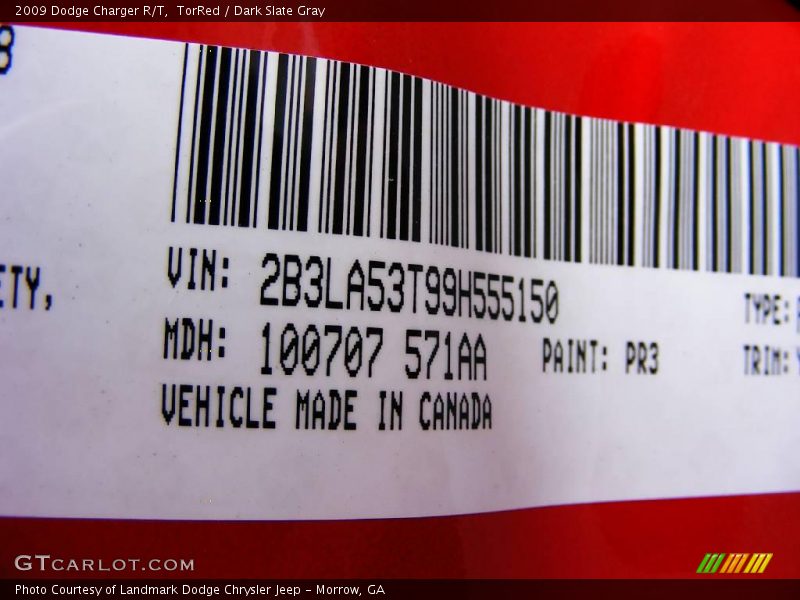 2009 Dodge Charger R/T, TorRed / Dark Slate Gray
8
ETY,
VIN: 2B3LA53T99H555150
TYPE:
MDH: 100707 571AA
PAINT: PR3
TRIM:
VEHICLE MADE IN CANADA
GTCARLOT.COM
Photo Courtesy of Landmark Dodge Chrysler Jeep - Morrow, GA